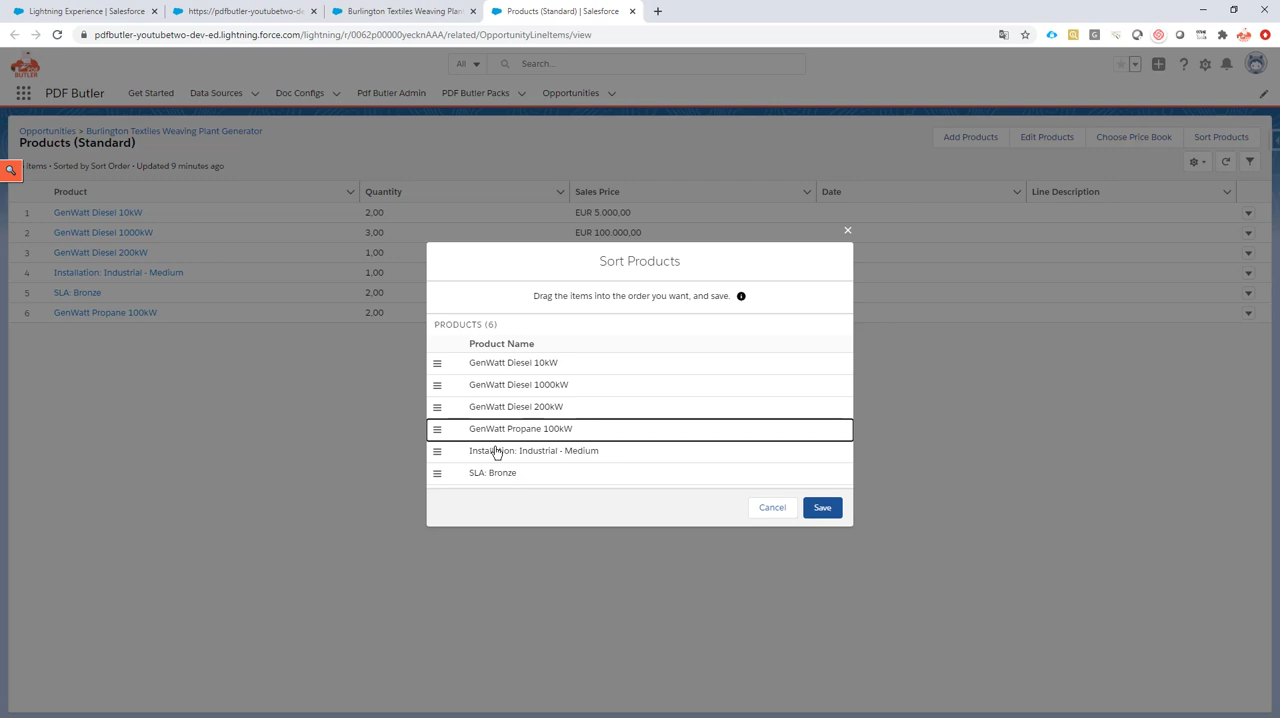 Lightning Experience | Salesforce
https://pdfbutler-youtubetwo-de
Burlington Textiles Weaving Plant
Products (Standard) | Salesforce
pdfbutler-youtubetwo-dev-ed.lightning.force.com/lightning/r/0062p00000yecknAAA/related/OpportunityLineItems/view
BUTLER
All
Search...
PDF Butler
Get Started
Data Sources
Doc Configs
Pdf Butler Admin
PDF Butler Packs
Opportunities
Opportunities > Burlington Textiles Weaving Plant Generator
Products (Standard)
Add Products
Edit Products
Choose Price Book
Sort Products
items • Sorted by Sort Order • Updated 9 minutes ago
Product Quantity Sales Price Date Line Description
1 GenWatt Diesel 10kW 2,00 EUR 5.000,00
2 GenWatt Diesel 1000kW 3,00 EUR 100.000,00
3 GenWatt Diesel 200kW 1,00
4 Installation: Industrial - Medium 1,00
5 SLA: Bronze 2,00
6 GenWatt Propane 100kW 2,00
Sort Products
Drag the items into the order you want, and save.
PRODUCTS (6)
Product Name
GenWatt Diesel 10kW
GenWatt Diesel 1000kW
GenWatt Diesel 200kW
GenWatt Propane 100kW
Installation: Industrial - Medium
SLA: Bronze
Cancel
Save